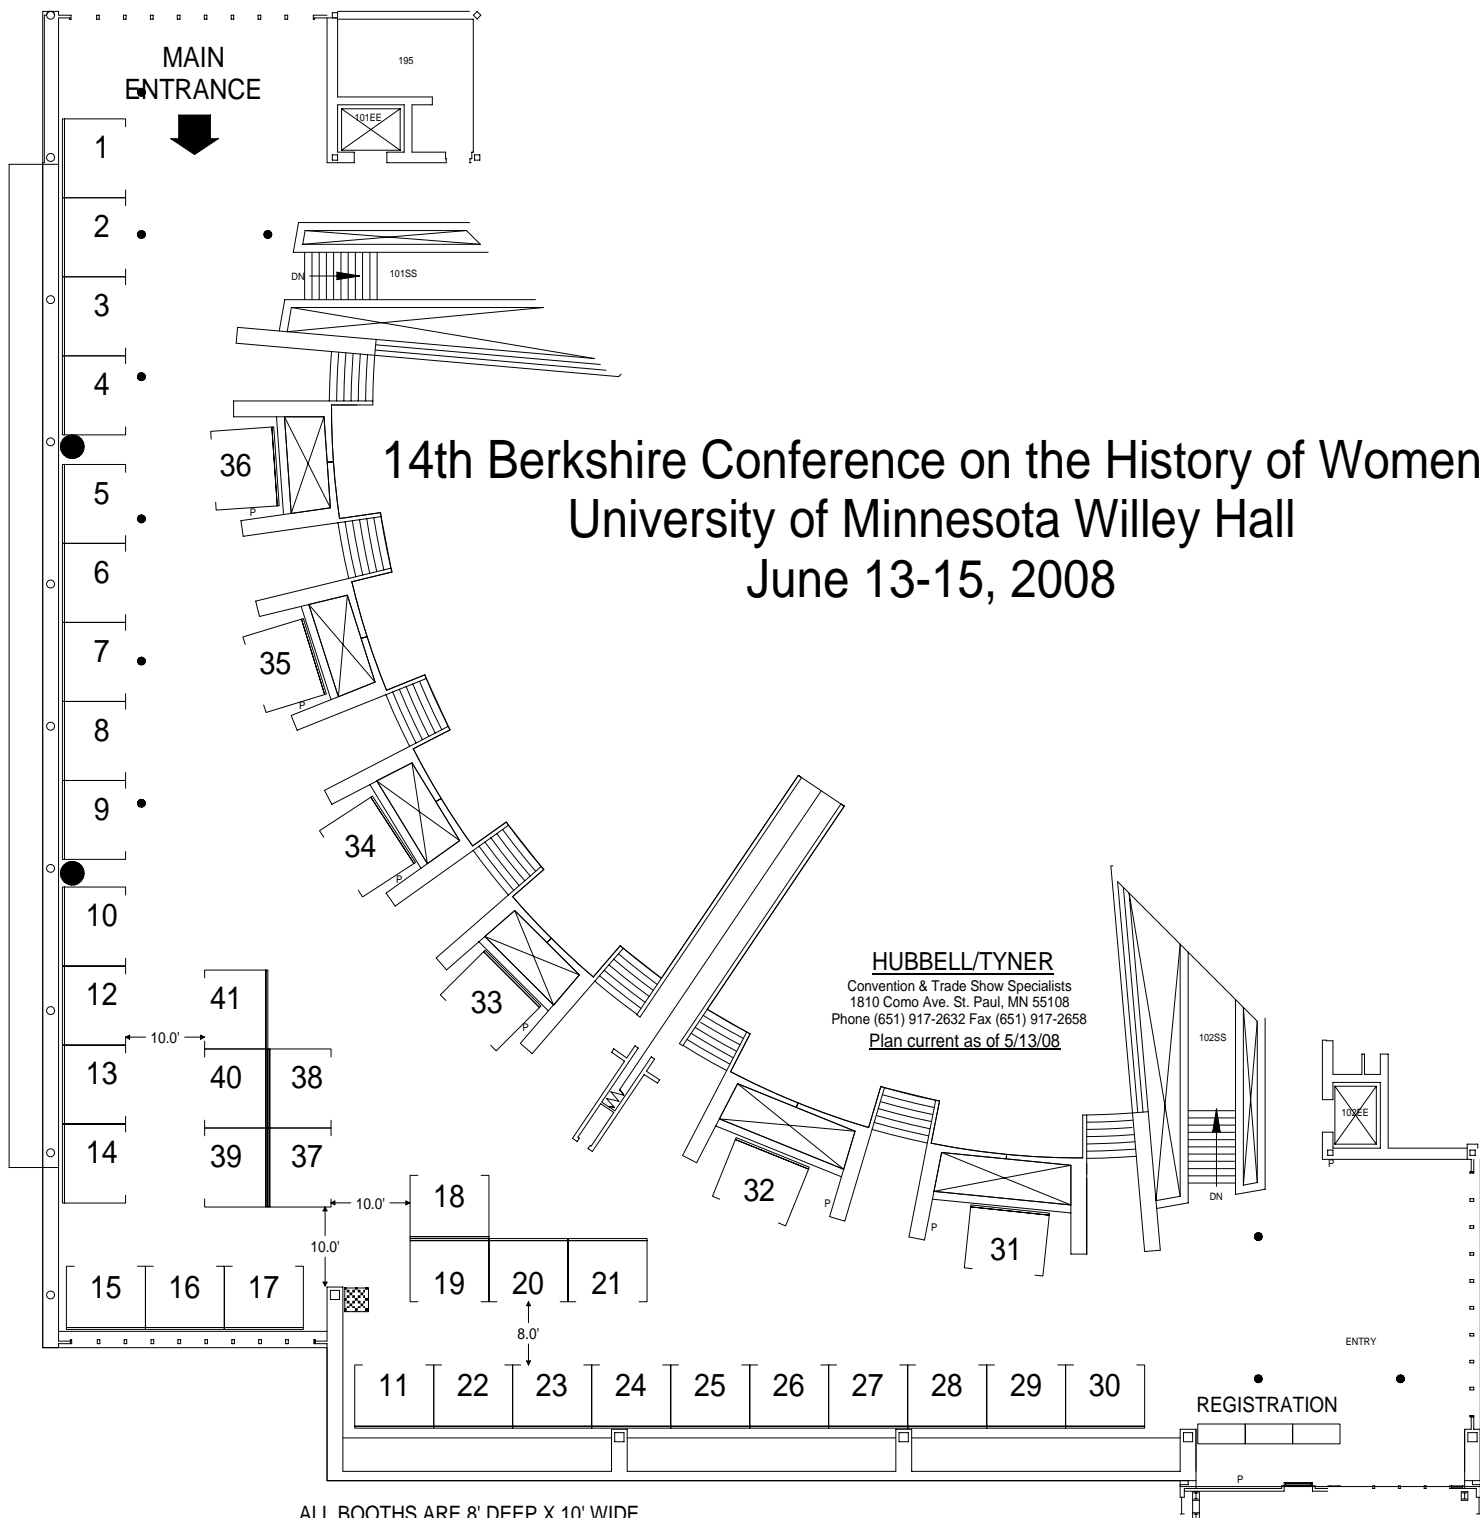 MAIN
ENTRANCE
195
101EE
1
2
DN
101SS
3
4
36
14th Berkshire Conference on the History of Women
University of Minnesota Willey Hall
June 13-15, 2008
5
P
6
7
35
P
8
9
34
P
10
HUBBELL/TYNER
Convention & Trade Show Specialists
1810 Como Ave. St. Paul, MN 55108
Phone (651) 917-2632 Fax (651) 917-2658
Plan current as of 5/13/08
12
41
33
P
10.0'
102SS
13
40
38
102EE
14
39
37
P
18
32
P
DN
10.0'
P
10.0'
31
15
16
17
19
20
21
8.0'
ENTRY
11
22
23
24
25
26
27
28
29
30
REGISTRATION
P
ALL BOOTHS ARE 8' DEEP X 10' WIDE